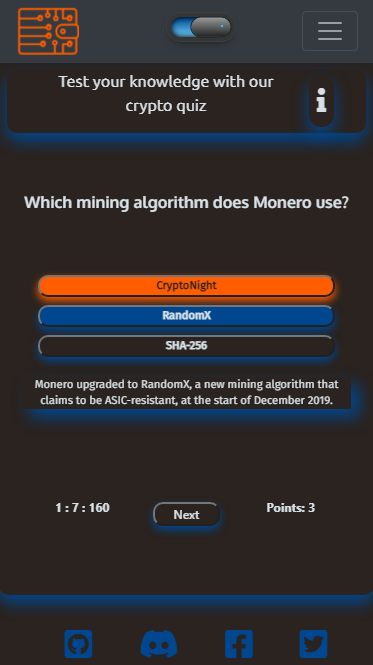 Test your knowledge with our
crypto quiz
Which mining algorithm does Monero use?
CryptoNight
RandomX
SHA-256
Monero upgraded to RandomX, a new mining algorithm that
claims to be ASIC-resistant, at the start of December 2019.
1 : 7 : 160
Next
Points: 3